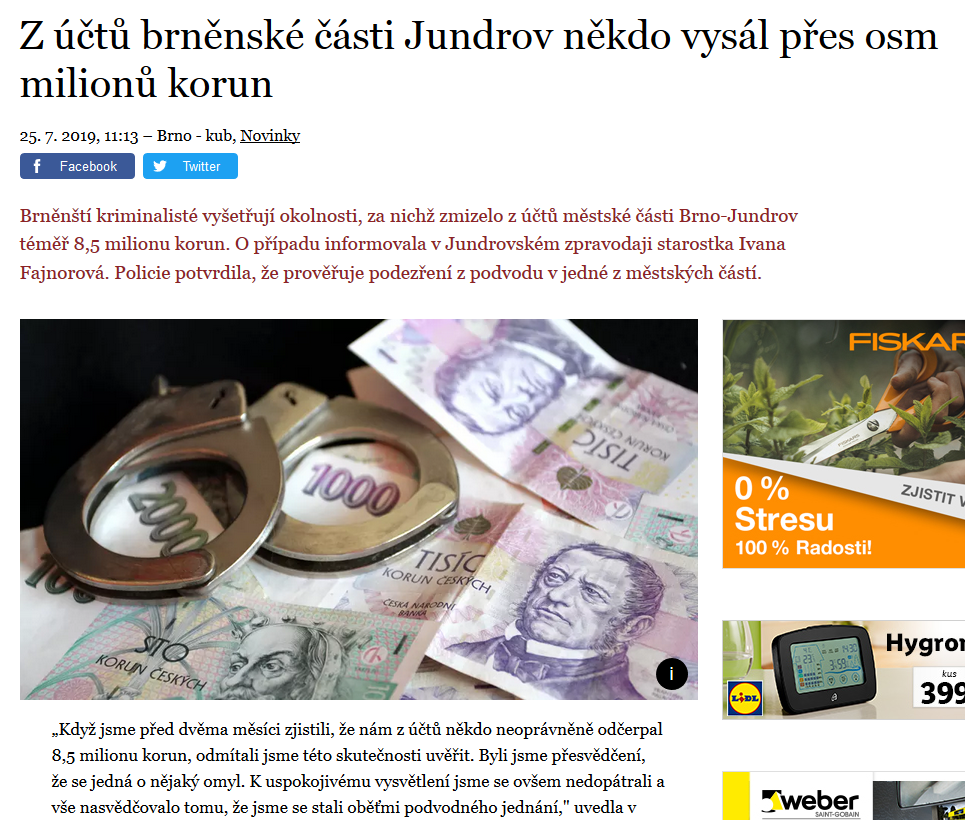 Z účtů brněnské části Jundrov někdo vysál přes osm
milionů korun
25. 7. 2019, 11:13 – Brno - kub, Novinky
Facebook
Twitter
Brněnští kriminalisté vyšetřují okolnosti, za nichž zmizelo z účtů městské části Brno-Jundrov
téměř 8,5 milionu korun. O případu informovala v Jundrovském zpravodaji starostka Ivana
Fajnorová. Policie potvrdila, že prověřuje podezření z podvodu v jedné z městských částí.
TISÍC
KORUN ČESKÝCH
2000
1000
TISÍC
KORUN ČESKÝCH
ČESKÁ NÁRODNÍ
BANKA
STO
KORUN ČESKÝCH
i
FISKAR
FISKARS
ZJISTIT V
0 %
Stresu
100 % Radosti!
Hygrom
kus
399
LIDL
weber
SAINT-GOBAIN
„Když jsme před dvěma měsíci zjistili, že nám z účtů někdo neoprávněně odčerpal
8,5 milionu korun, odmítali jsme této skutečnosti uvěřit. Byli jsme přesvědčení,
že se jedná o nějaký omyl. K uspokojivému vysvětlení jsme se ovšem nedopátrali a
vše nasvědčovalo tomu, že jsme se stali oběťmi podvodného jednání," uvedla v